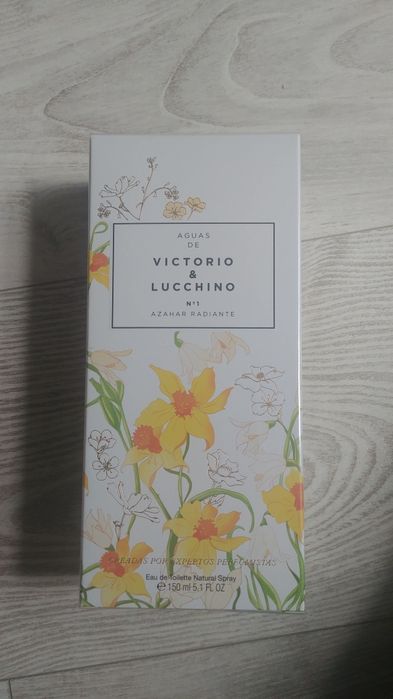 AGUAS
DE
VICTORIO
&
LUCCHINO
Nº1
AZAHAR RADIANTE
CREADAS POR EXPERTOS PERFUMISTAS
Eau de Toilette Natural Spray
℮ 150 ml 5.1 FL OZ